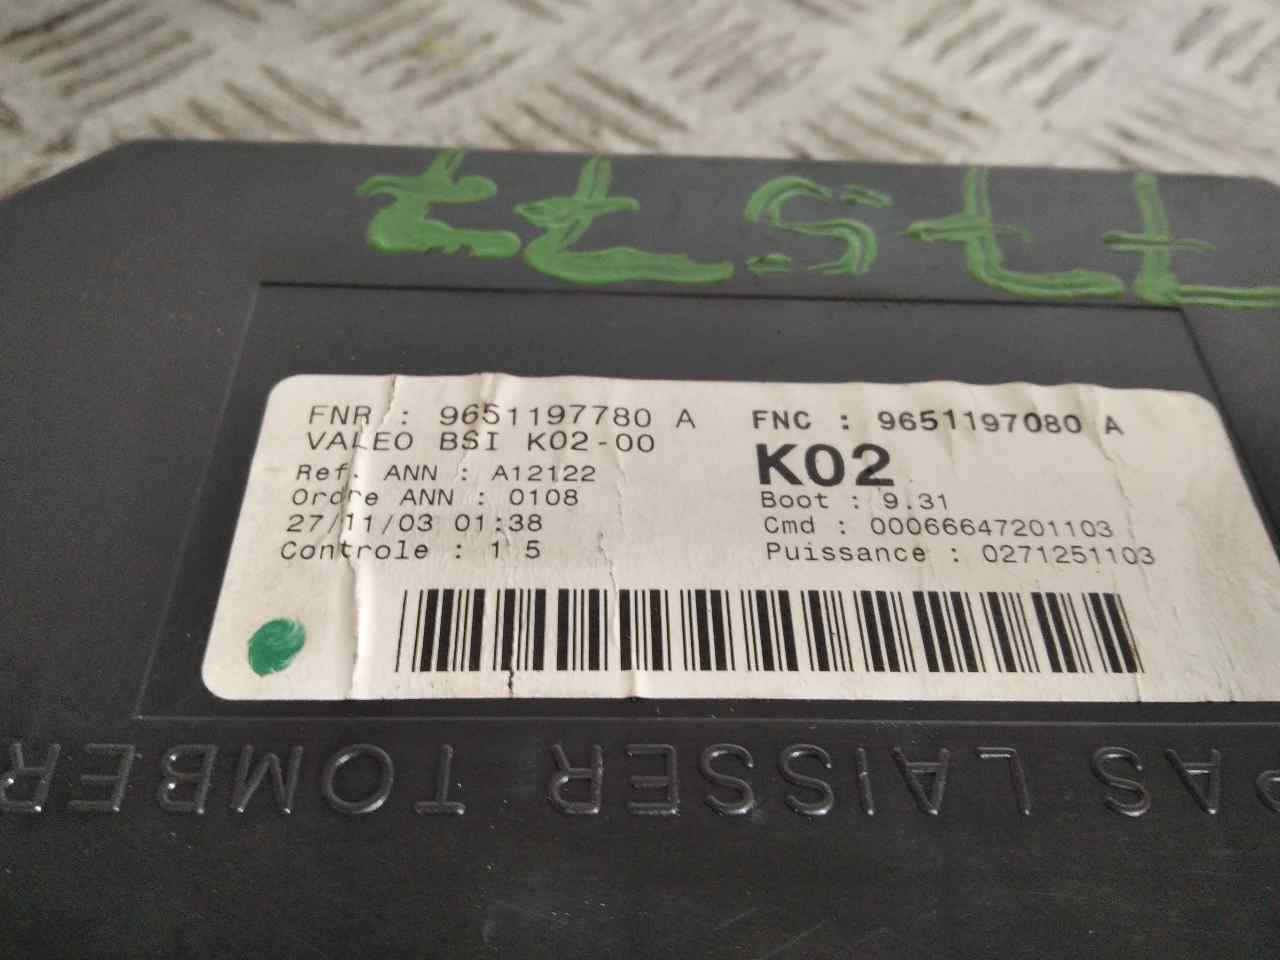 FNR : 9651197780 A
VALEO BSI K02-00
Ref. ANN : A12122
Ordre ANN : 0108
27/11/03 01:38
Controle : 1 5
FNC : 9651197080 A
K02
Boot : 9.31
Cmd : 00066647201103
Puissance : 0271251103
PAS LAISSER TOMBER